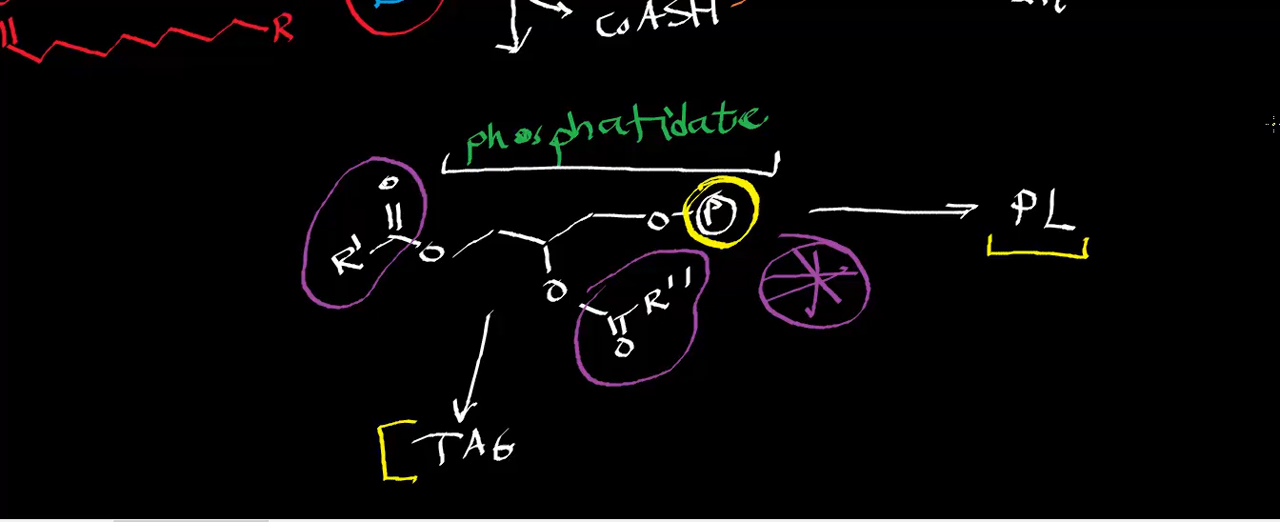 R
CoASH
phosphatidate
O
P
O
R'
O
PL
O
R''
O
TAG